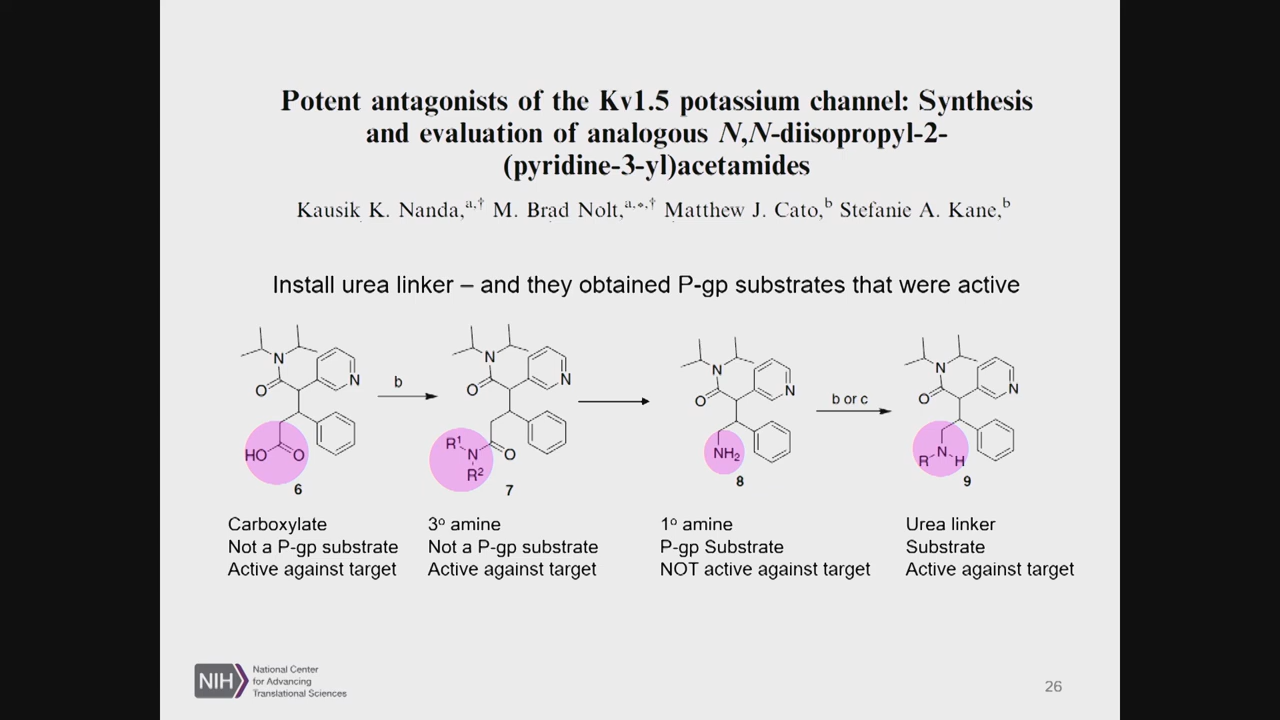 Potent antagonists of the Kv1.5 potassium channel: Synthesis
and evaluation of analogous N,N-diisopropyl-2-
(pyridine-3-yl)acetamides
Kausik K. Nanda,a,† M. Brad Nolt,a,*,† Matthew J. Cato,b Stefanie A. Kane,b
Install urea linker – and they obtained P-gp substrates that were active
N
O
N
HO
O
6
b
N
O
N
R1
N
R2
O
7
N
O
N
NH2
8
b or c
N
O
N
R
N
H
9
Carboxylate
Not a P-gp substrate
Active against target
3o amine
Not a P-gp substrate
Active against target
1o amine
P-gp Substrate
NOT active against target
Urea linker
Substrate
Active against target
NIH
National Center
for Advancing
Translational Sciences
26